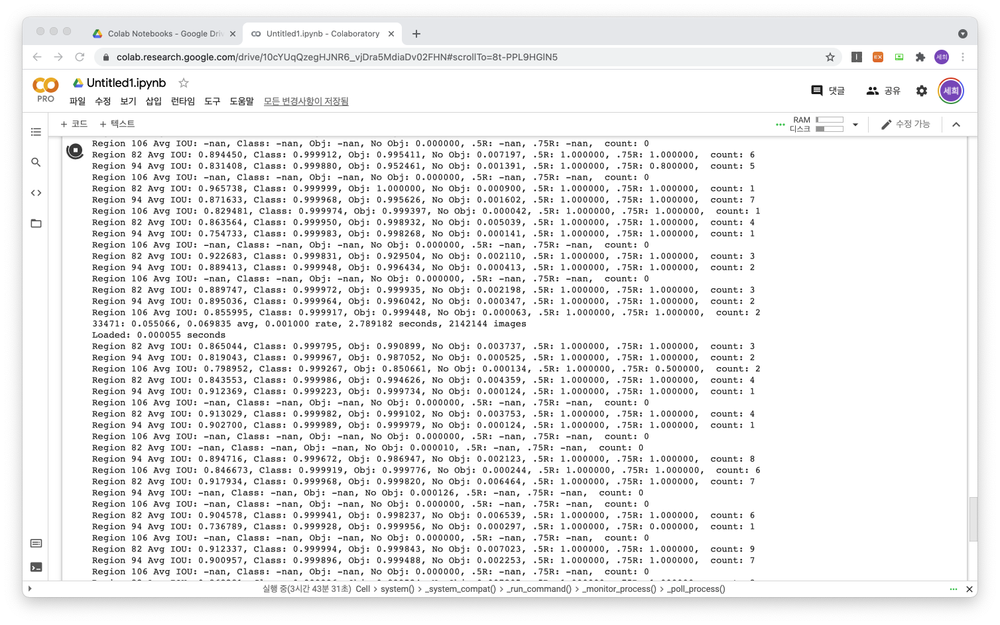 Colab Notebooks - Google Driv
Untitled1.ipynb - Colaboratory
colab.research.google.com/drive/10cYUqQzegHJNR6_vjDra5MdiaDv02FHN#scrollTo=8t-PPL9HGlN5
EX
세희
CO PRO
Untitled1.ipynb
댓글 공유 세희
파일 수정 보기 삽입 런타임 도구 도움말 모든 변경사항이 저장됨
+ 코드 + 텍스트
RAM
디스크
수정 가능
Region 106 Avg IOU: -nan, Class: -nan, Obj: -nan, No Obj: 0.000000, .5R: -nan, .75R: -nan,  count: 0
Region 82 Avg IOU: 0.894450, Class: 0.999912, Obj: 0.995411, No Obj: 0.007197, .5R: 1.000000, .75R: 1.000000,  count: 6
Region 94 Avg IOU: 0.831408, Class: 0.999880, Obj: 0.952461, No Obj: 0.001391, .5R: 1.000000, .75R: 0.800000,  count: 5
Region 106 Avg IOU: -nan, Class: -nan, Obj: -nan, No Obj: 0.000000, .5R: -nan, .75R: -nan,  count: 0
Region 82 Avg IOU: 0.965738, Class: 0.999999, Obj: 1.000000, No Obj: 0.000900, .5R: 1.000000, .75R: 1.000000,  count: 1
Region 94 Avg IOU: 0.871633, Class: 0.999968, Obj: 0.995626, No Obj: 0.001602, .5R: 1.000000, .75R: 1.000000,  count: 7
Region 106 Avg IOU: 0.829481, Class: 0.999974, Obj: 0.999397, No Obj: 0.000042, .5R: 1.000000, .75R: 1.000000,  count: 1
Region 82 Avg IOU: 0.863564, Class: 0.999950, Obj: 0.998932, No Obj: 0.005039, .5R: 1.000000, .75R: 1.000000,  count: 4
Region 94 Avg IOU: 0.754733, Class: 0.999983, Obj: 0.998268, No Obj: 0.000141, .5R: 1.000000, .75R: 1.000000,  count: 1
Region 106 Avg IOU: -nan, Class: -nan, Obj: -nan, No Obj: 0.000000, .5R: -nan, .75R: -nan,  count: 0
Region 82 Avg IOU: 0.922683, Class: 0.999831, Obj: 0.929504, No Obj: 0.002110, .5R: 1.000000, .75R: 1.000000,  count: 3
Region 94 Avg IOU: 0.889413, Class: 0.999948, Obj: 0.996434, No Obj: 0.000413, .5R: 1.000000, .75R: 1.000000,  count: 2
Region 106 Avg IOU: -nan, Class: -nan, Obj: -nan, No Obj: 0.000000, .5R: -nan, .75R: -nan,  count: 0
Region 82 Avg IOU: 0.889747, Class: 0.999972, Obj: 0.999935, No Obj: 0.002198, .5R: 1.000000, .75R: 1.000000,  count: 3
Region 94 Avg IOU: 0.895036, Class: 0.999964, Obj: 0.996042, No Obj: 0.000347, .5R: 1.000000, .75R: 1.000000,  count: 2
Region 106 Avg IOU: 0.855995, Class: 0.999917, Obj: 0.999448, No Obj: 0.000063, .5R: 1.000000, .75R: 1.000000,  count: 2
33471: 0.055066, 0.069835 avg, 0.001000 rate, 2.789182 seconds, 2142144 images
Loaded: 0.000055 seconds
Region 82 Avg IOU: 0.865044, Class: 0.999795, Obj: 0.990899, No Obj: 0.003737, .5R: 1.000000, .75R: 1.000000,  count: 3
Region 94 Avg IOU: 0.819043, Class: 0.999967, Obj: 0.987052, No Obj: 0.000525, .5R: 1.000000, .75R: 1.000000,  count: 2
Region 106 Avg IOU: 0.798952, Class: 0.999267, Obj: 0.850661, No Obj: 0.000134, .5R: 1.000000, .75R: 0.500000,  count: 2
Region 82 Avg IOU: 0.843553, Class: 0.999986, Obj: 0.994626, No Obj: 0.004359, .5R: 1.000000, .75R: 1.000000,  count: 4
Region 94 Avg IOU: 0.912369, Class: 0.999223, Obj: 0.999734, No Obj: 0.000124, .5R: 1.000000, .75R: 1.000000,  count: 1
Region 106 Avg IOU: -nan, Class: -nan, Obj: -nan, No Obj: 0.000000, .5R: -nan, .75R: -nan,  count: 0
Region 82 Avg IOU: 0.913029, Class: 0.999982, Obj: 0.999102, No Obj: 0.003753, .5R: 1.000000, .75R: 1.000000,  count: 4
Region 94 Avg IOU: 0.902700, Class: 0.999989, Obj: 0.999979, No Obj: 0.000124, .5R: 1.000000, .75R: 1.000000,  count: 1
Region 106 Avg IOU: -nan, Class: -nan, Obj: -nan, No Obj: 0.000000, .5R: -nan, .75R: -nan,  count: 0
Region 82 Avg IOU: -nan, Class: -nan, Obj: -nan, No Obj: 0.000010, .5R: -nan, .75R: -nan,  count: 0
Region 94 Avg IOU: 0.894716, Class: 0.999672, Obj: 0.986947, No Obj: 0.002123, .5R: 1.000000, .75R: 1.000000,  count: 8
Region 106 Avg IOU: 0.846673, Class: 0.999919, Obj: 0.999776, No Obj: 0.000244, .5R: 1.000000, .75R: 1.000000,  count: 6
Region 82 Avg IOU: 0.917934, Class: 0.999968, Obj: 0.999820, No Obj: 0.006464, .5R: 1.000000, .75R: 1.000000,  count: 7
Region 94 Avg IOU: -nan, Class: -nan, Obj: -nan, No Obj: 0.000126, .5R: -nan, .75R: -nan,  count: 0
Region 106 Avg IOU: -nan, Class: -nan, Obj: -nan, No Obj: 0.000000, .5R: -nan, .75R: -nan,  count: 0
Region 82 Avg IOU: 0.904578, Class: 0.999941, Obj: 0.998237, No Obj: 0.006539, .5R: 1.000000, .75R: 1.000000,  count: 6
Region 94 Avg IOU: 0.736789, Class: 0.999928, Obj: 0.999956, No Obj: 0.000297, .5R: 1.000000, .75R: 0.000000,  count: 1
Region 106 Avg IOU: -nan, Class: -nan, Obj: -nan, No Obj: 0.000000, .5R: -nan, .75R: -nan,  count: 0
Region 82 Avg IOU: 0.912337, Class: 0.999994, Obj: 0.999843, No Obj: 0.007023, .5R: 1.000000, .75R: 1.000000,  count: 9
Region 94 Avg IOU: 0.900957, Class: 0.999896, Obj: 0.999488, No Obj: 0.002253, .5R: 1.000000, .75R: 1.000000,  count: 7
Region 106 Avg IOU: -nan, Class: -nan, Obj: -nan, No Obj: 0.000000, .5R: -nan, .75R: -nan,  count: 0
실행 중(3시간 43분 31초) Cell > system() > _system_compat() > _run_command() > _monitor_process() > _poll_process()